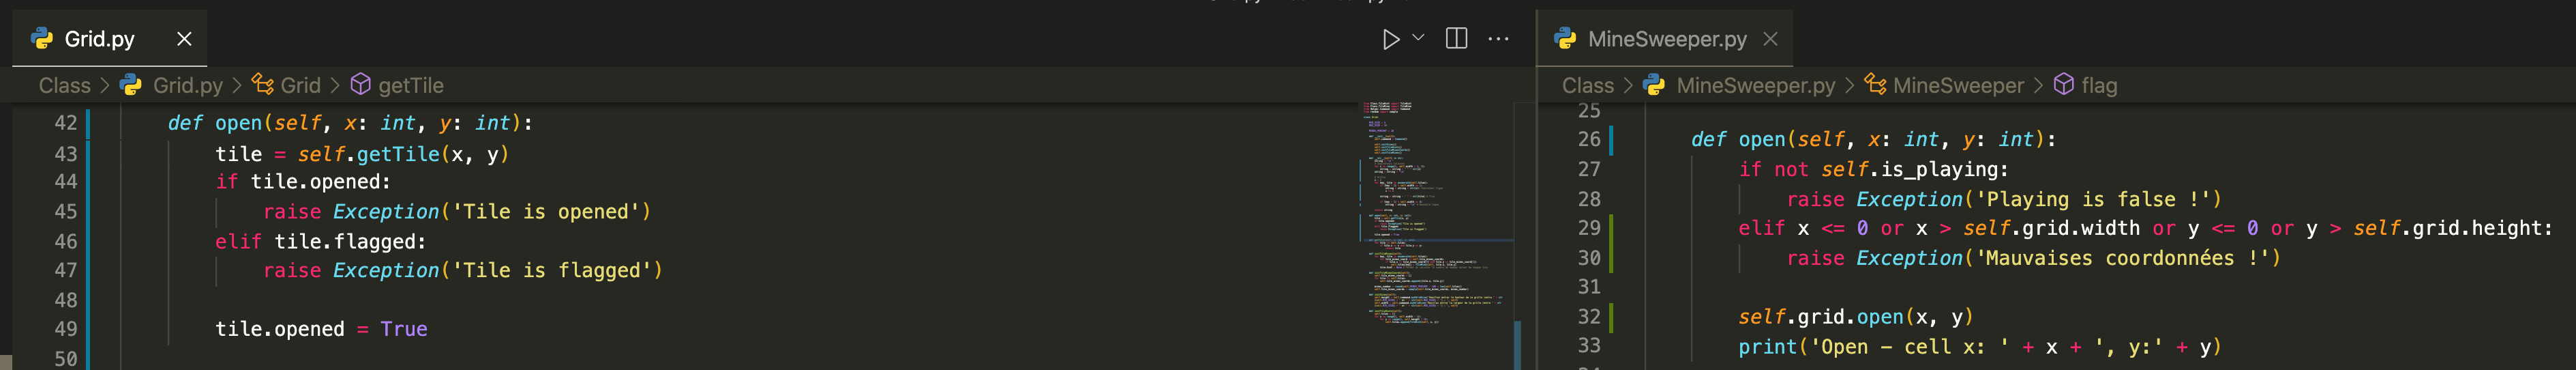 Grid.py
Class > Grid.py > Grid > getTile
42 def open(self, x: int, y: int):
43 tile = self.getTile(x, y)
44 if tile.opened:
45 raise Exception('Tile is opened')
46 elif tile.flagged:
47 raise Exception('Tile is flagged')
48
49 tile.opened = True
50
MineSweeper.py
Class > MineSweeper.py > MineSweeper > flag
25
26 def open(self, x: int, y: int):
27 if not self.is_playing:
28 raise Exception('Playing is false !')
29 elif x <= 0 or x > self.grid.width or y <= 0 or y > self.grid.height:
30 raise Exception('Mauvaises coordonnées !')
31
32 self.grid.open(x, y)
33 print('Open - cell x: ' + x + ', y:' + y)